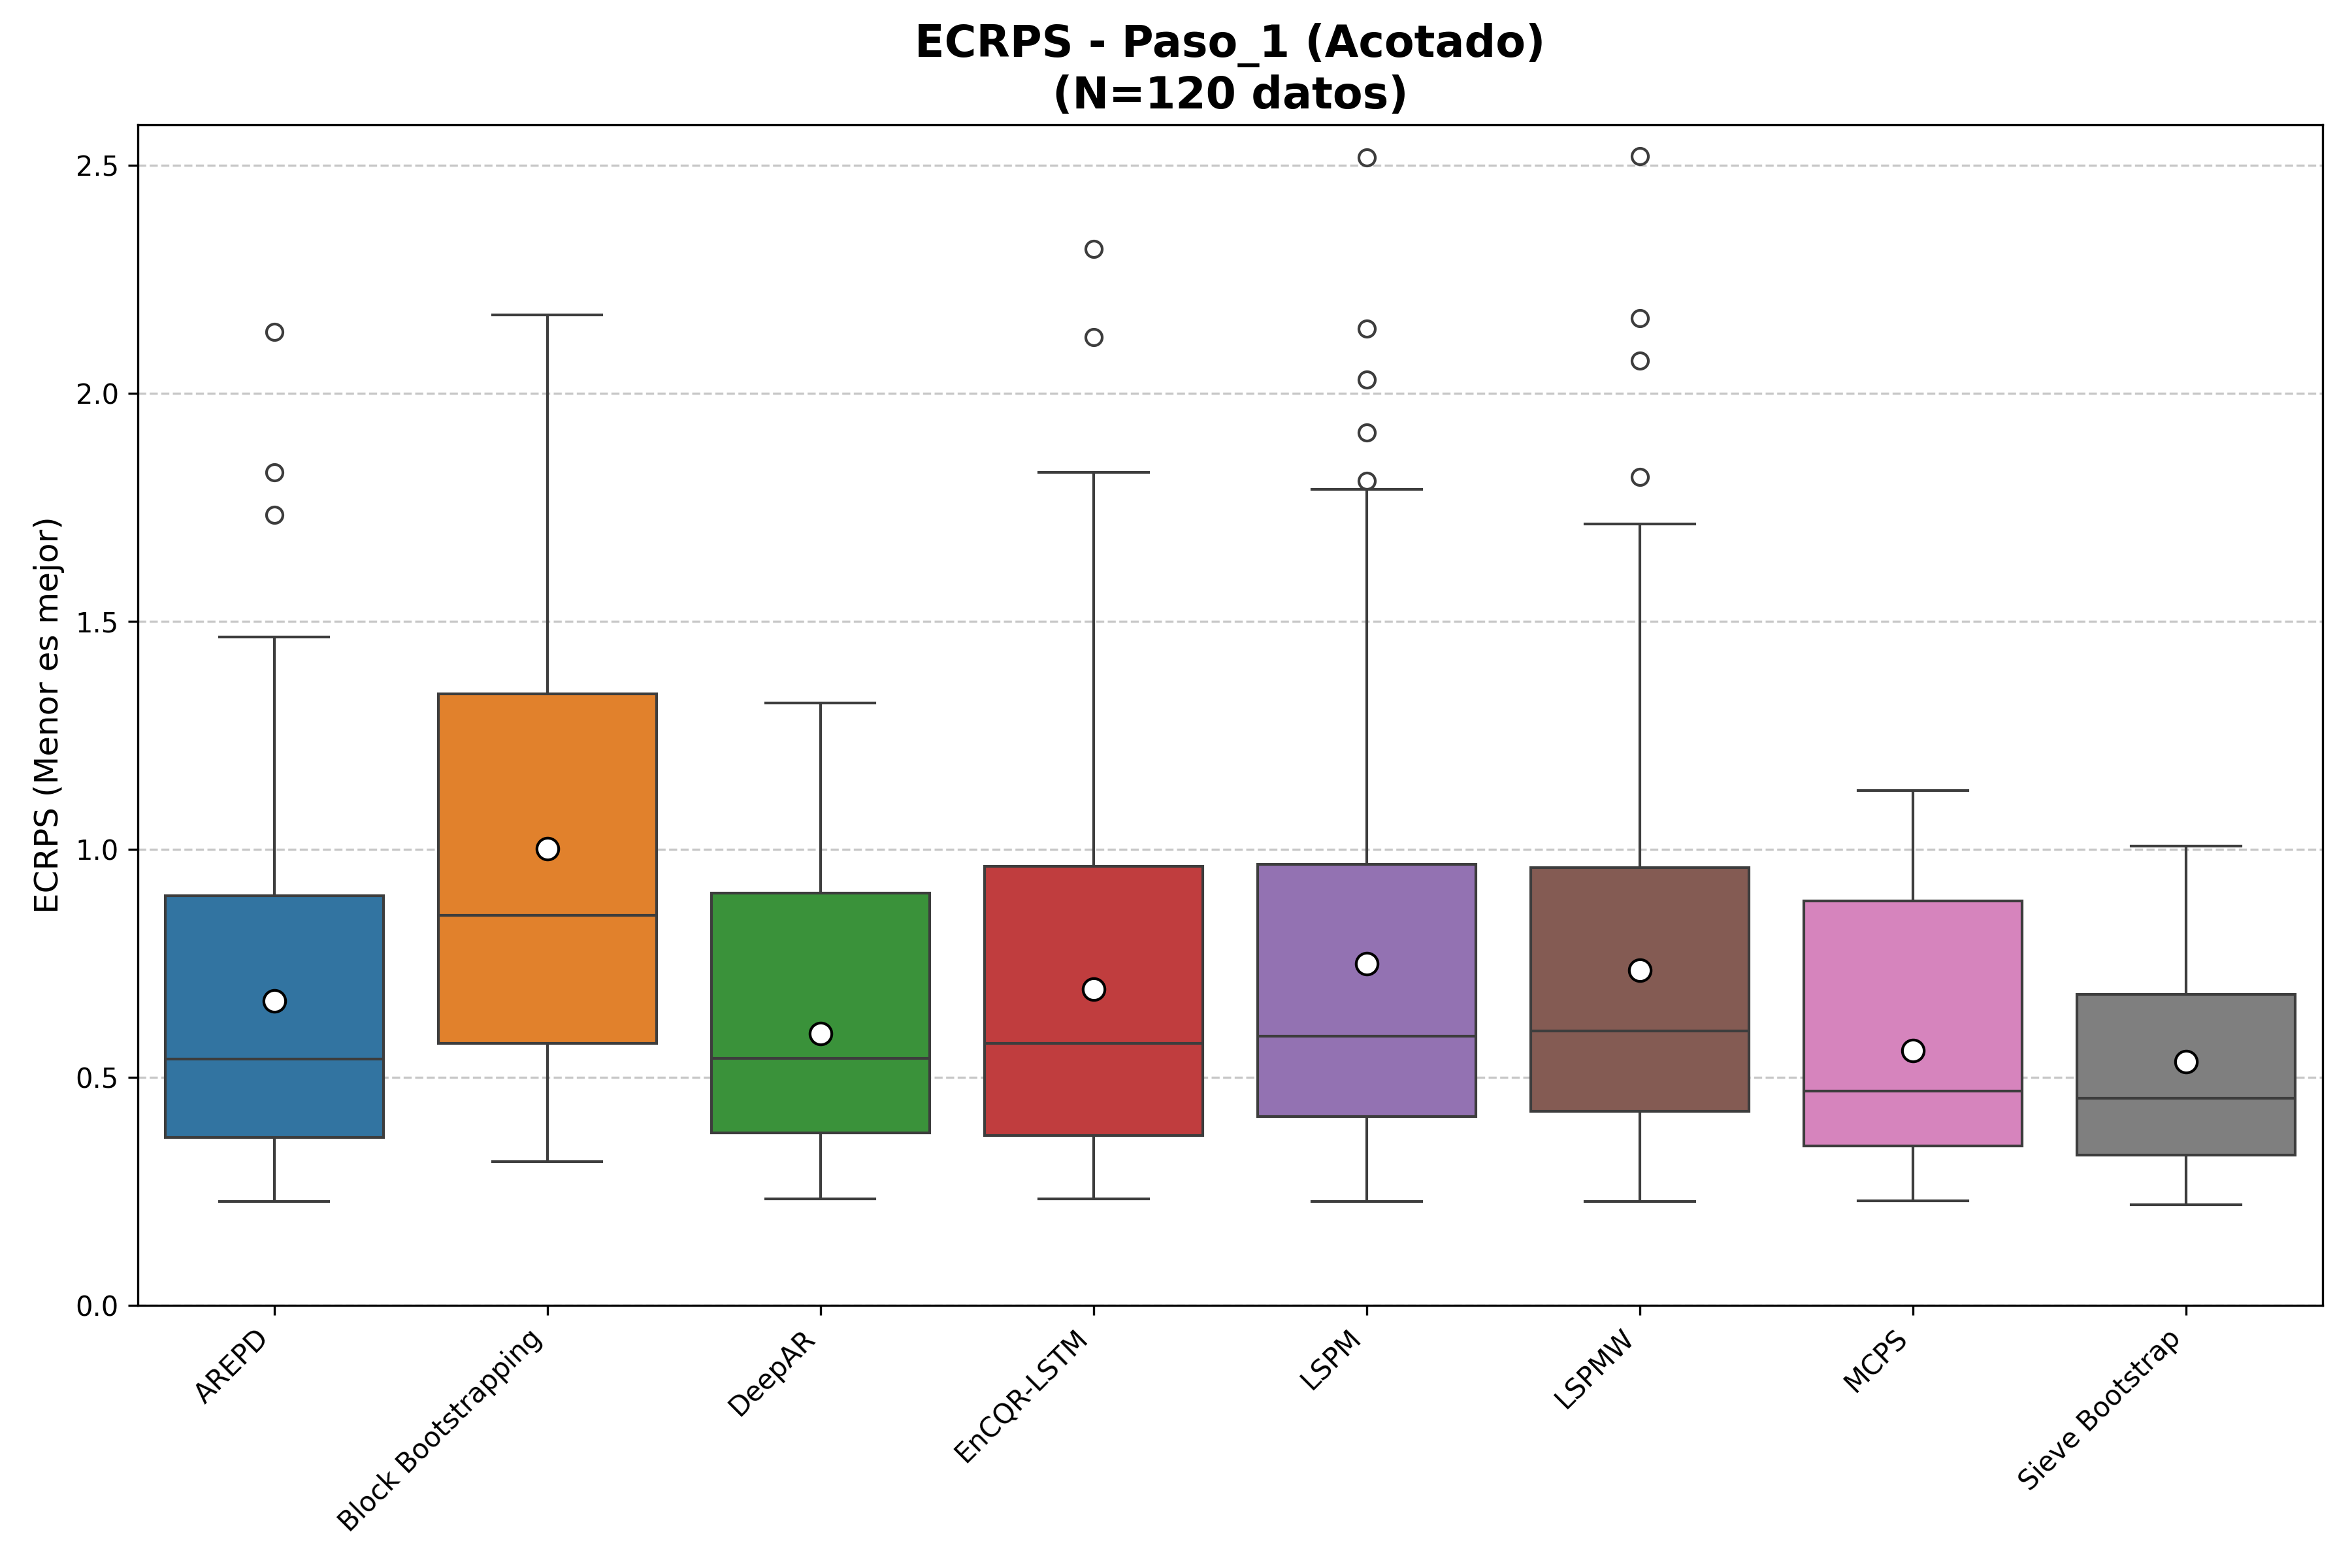 ECRPS - Paso_1 (Acotado)
(N=120 datos)
ECRPS (Menor es mejor)
2.5
2.0
1.5
1.0
0.5
0.0
AREPD
Block Bootstrapping
DeepAR
EnCQR-LSTM
LSPM
LSPMW
MCPS
Sieve Bootstrap